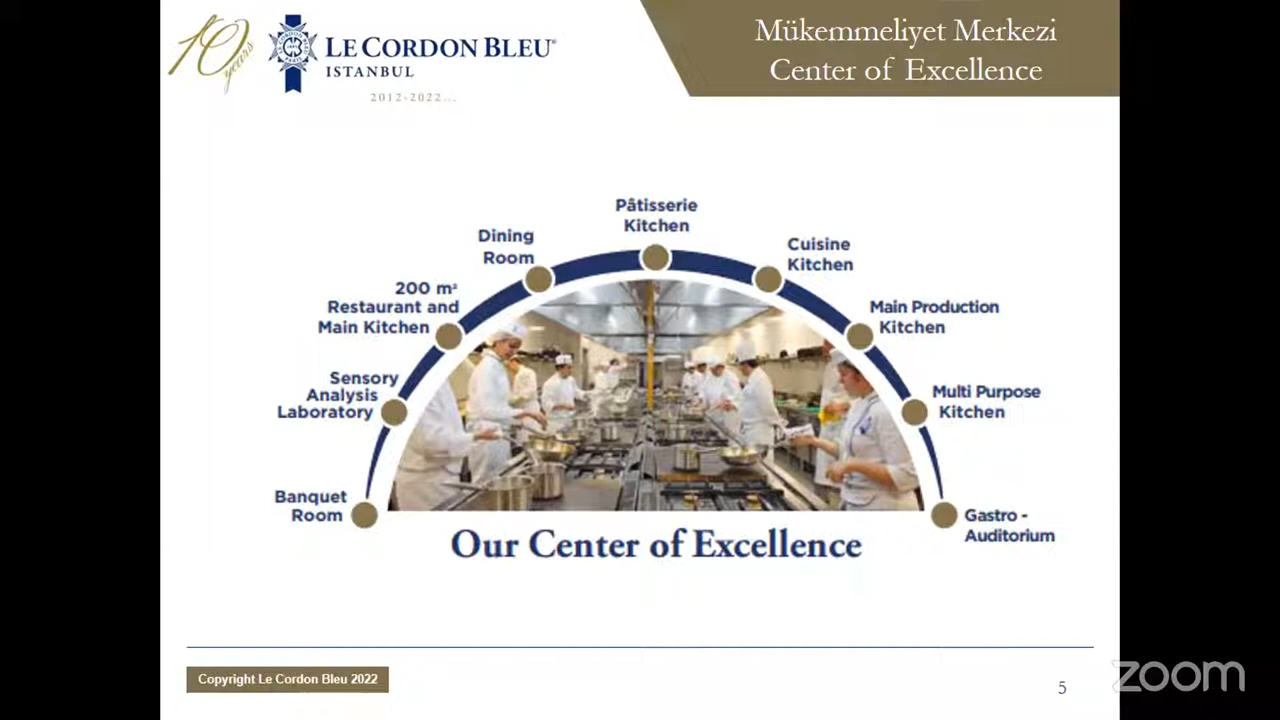 10 years
LE CORDON BLEU®
ISTANBUL
2012-2022...
Mükemmeliyet Merkezi
Center of Excellence
Pâtisserie
Kitchen
Dining
Room
Cuisine
Kitchen
200 m²
Restaurant and
Main Kitchen
Main Production
Kitchen
Sensory
Analysis
Laboratory
Multi Purpose
Kitchen
Banquet
Room
Gastro -
Auditorium
Our Center of Excellence
Copyright Le Cordon Bleu 2022
5
zoom